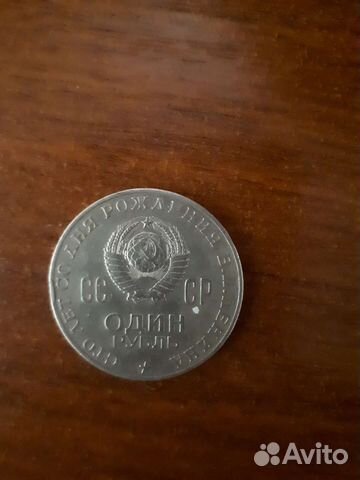 СТО ЛЕТ СО ДНЯ РОЖДЕНИЯ В.
СС СР
ОДИН
РУБЛЬ
Avito